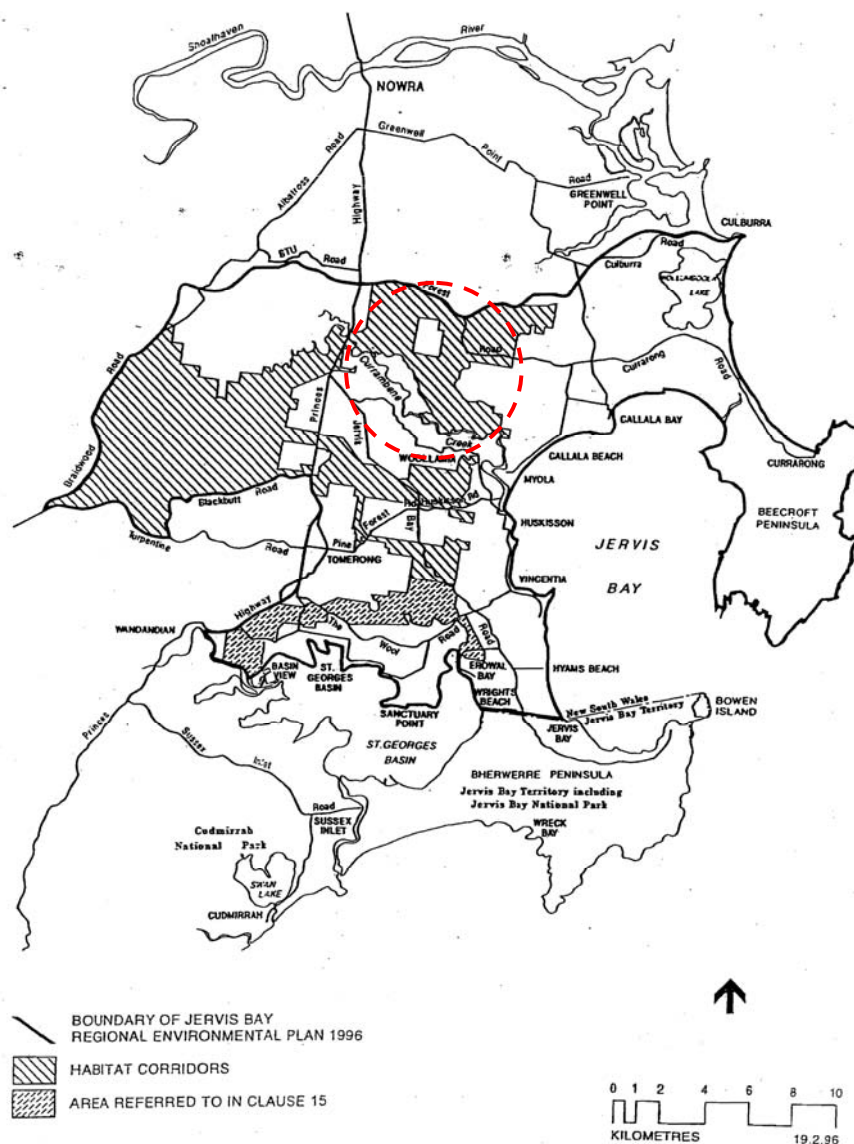 Shoalhaven
River
NOWRA
Greenwell
Point
Road
Albatross
Road
Highway
GREENWELL
POINT
CULBURRA
BTU
Road
Road
Culburra
WOLLUMBOOLA
LAKE
Forest
Road
Currarong
Road
Currambene
Creek
Princes
Jervis
Braidwood
Road
CALLALA BAY
CURRARONG
CALLALA BEACH
WOOLLAMIA
MYOLA
BEECROFT
PENINSULA
Blackbutt
Road
Huskisson Rd
Forest
Bay
HUSKISSON
JERVIS
BAY
Turpentine
Road
Pine
TOMERONG
VINCENTIA
Highway
WANDANDIAN
The
Wool
Road
Road
BASIN
VIEW
ST.
GEORGES
BASIN
EROWAL
BAY
HYAMS BEACH
WRIGHTS
BEACH
SANCTUARY
POINT
New South Wales
Jervis Bay Territory
BOWEN
ISLAND
JERVIS
BAY
Princes
Sussex
Inlet
Road
ST.GEORGES
BASIN
BHERWERRE PENINSULA
Jervis Bay Territory including
Jervis Bay National Park
WRECK
BAY
SUSSEX
INLET
Cudmirrah
National Park
SWAN
LAKE
CUDMIRRAH
BOUNDARY OF JERVIS BAY
REGIONAL ENVIRONMENTAL PLAN 1996
HABITAT CORRIDORS
AREA REFERRED TO IN CLAUSE 15
0 1 2 4 6 8 10
KILOMETRES
19.2.96